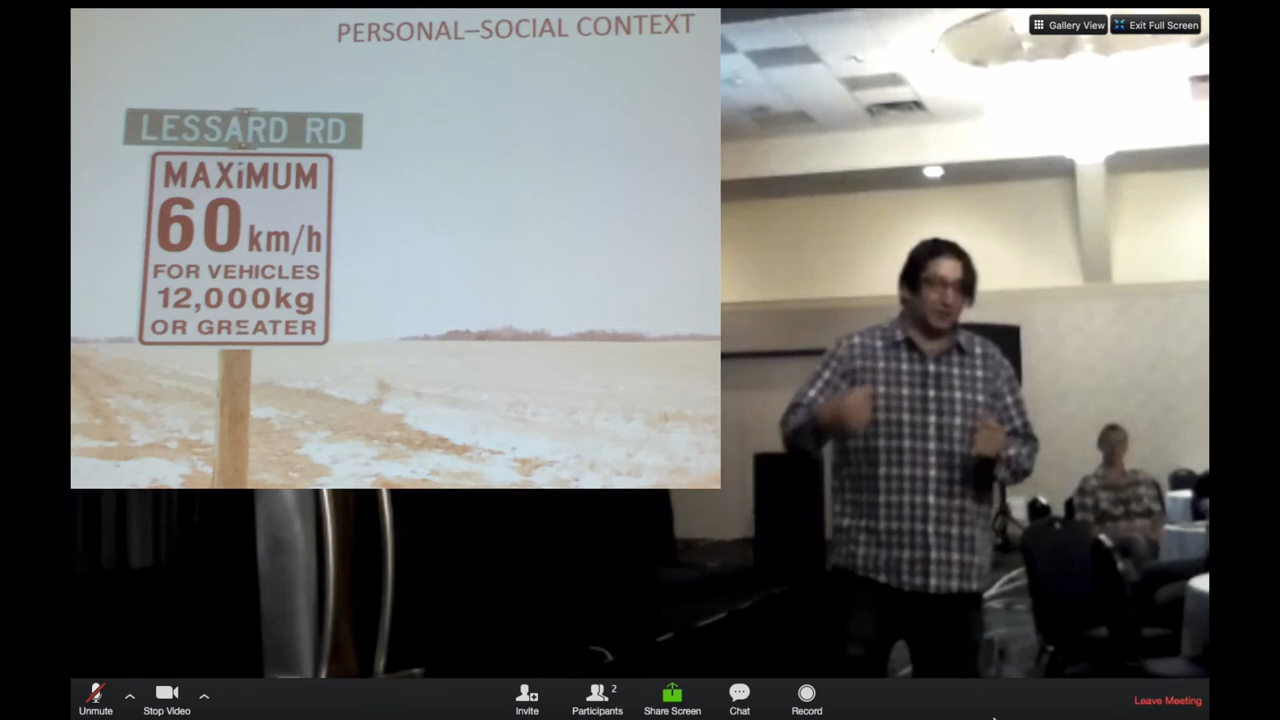 PERSONAL–SOCIAL CONTEXT
LESSARD RD
MAXiMUM
60 km/h
FOR VEHICLES
12,000kg
OR GREATER
Gallery View
Exit Full Screen
Unmute
Stop Video
Invite
Participants
2
Share Screen
Chat
Record
Leave Meeting